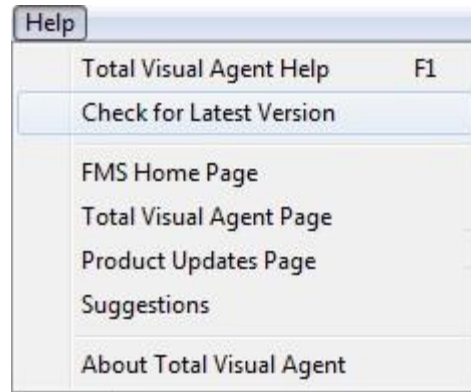 Help
Total Visual Agent Help F1
Check for Latest Version
FMS Home Page
Total Visual Agent Page
Product Updates Page
Suggestions
About Total Visual Agent